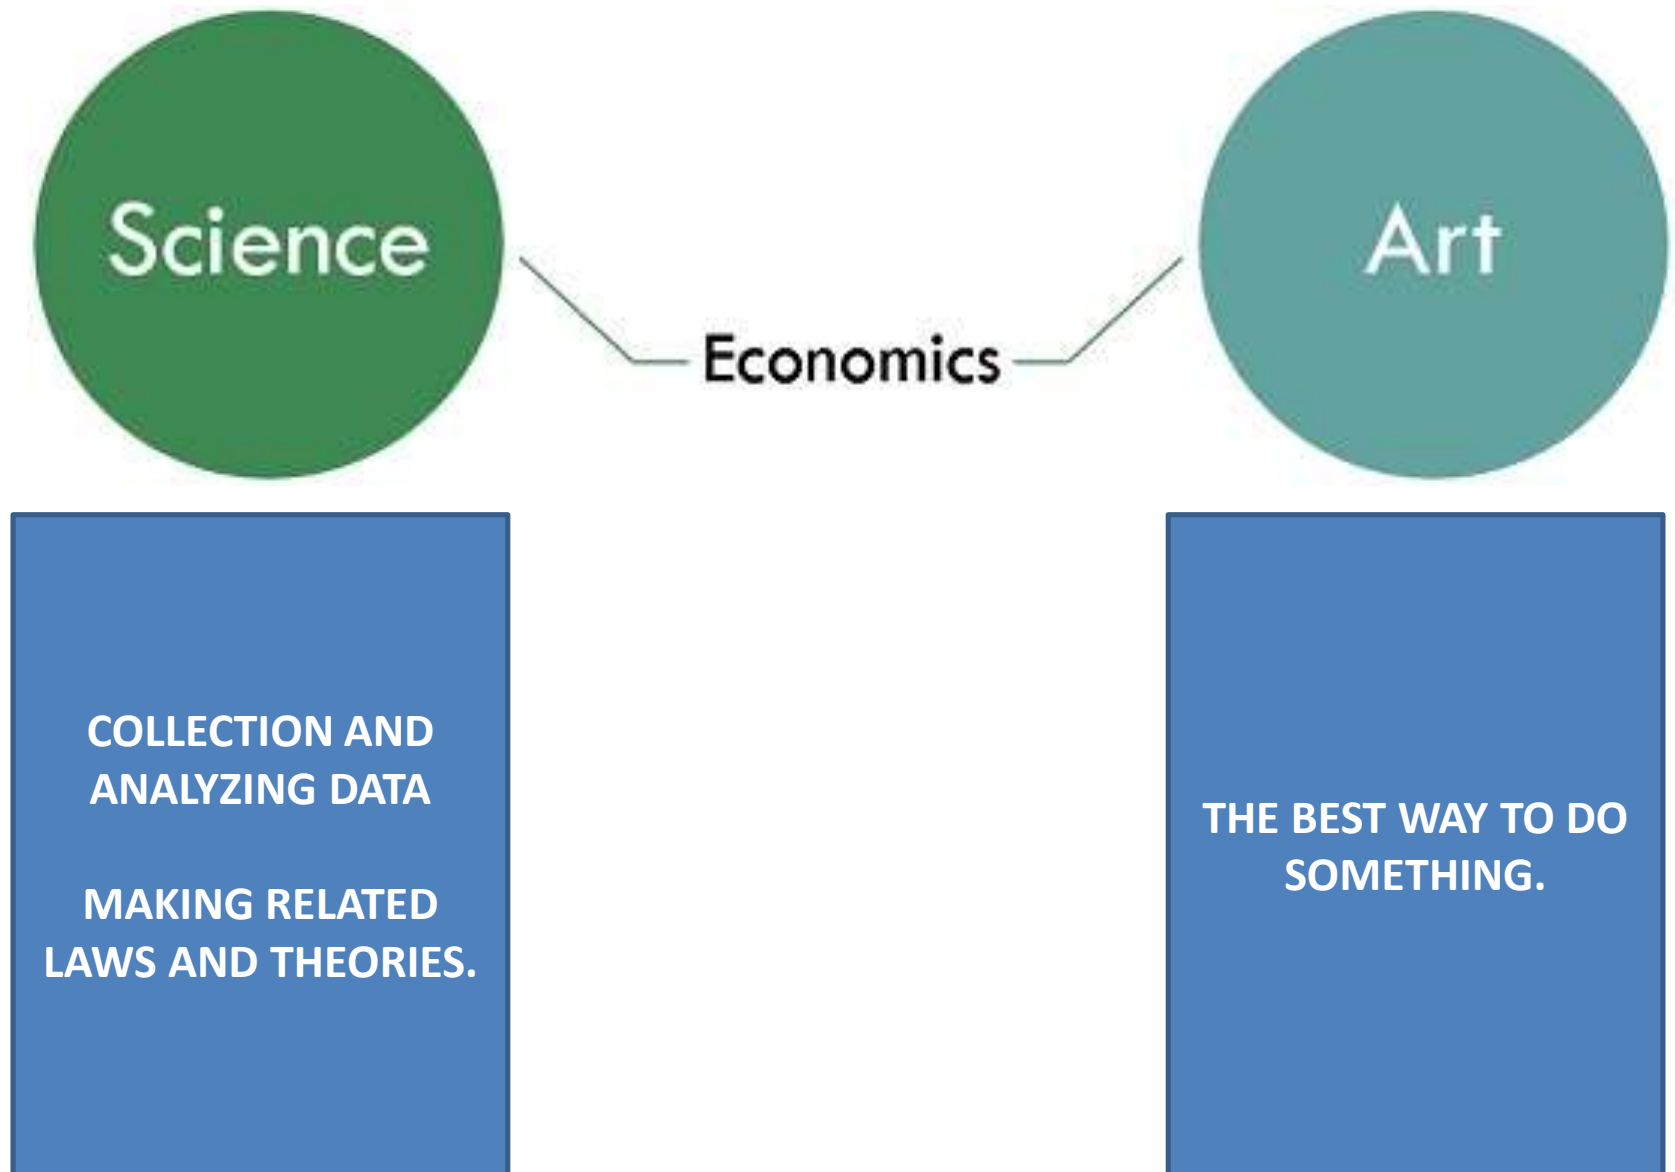 Science
Art
Economics
COLLECTION AND
ANALYZING DATA
MAKING RELATED
LAWS AND THEORIES.
THE BEST WAY TO DO
SOMETHING.